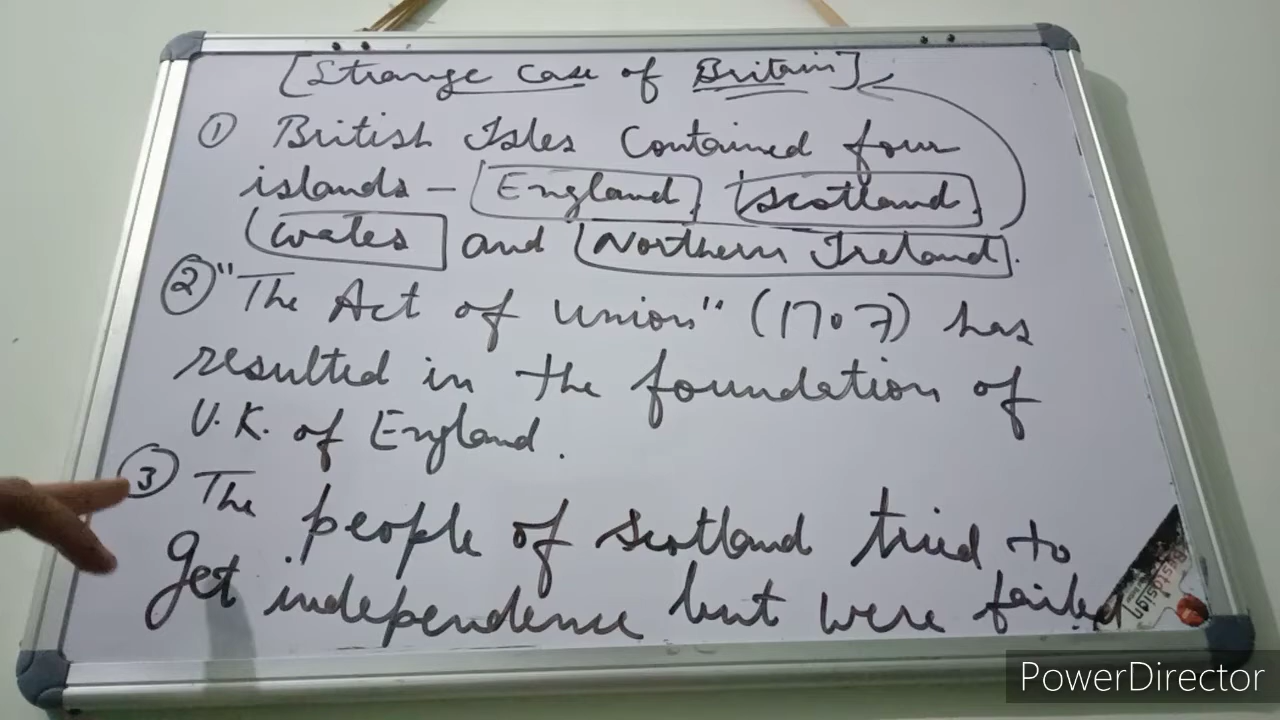 [Strange Case of Britain]
① British Isles Contained four
islands - England, Scotland,
Wales and Northern Ireland.
② "The Act of Union" (1707) has
resulted in the foundation of
U.K. of England.
③ The people of Scotland tried to
get independence but were failed
Bestasign
PowerDirector